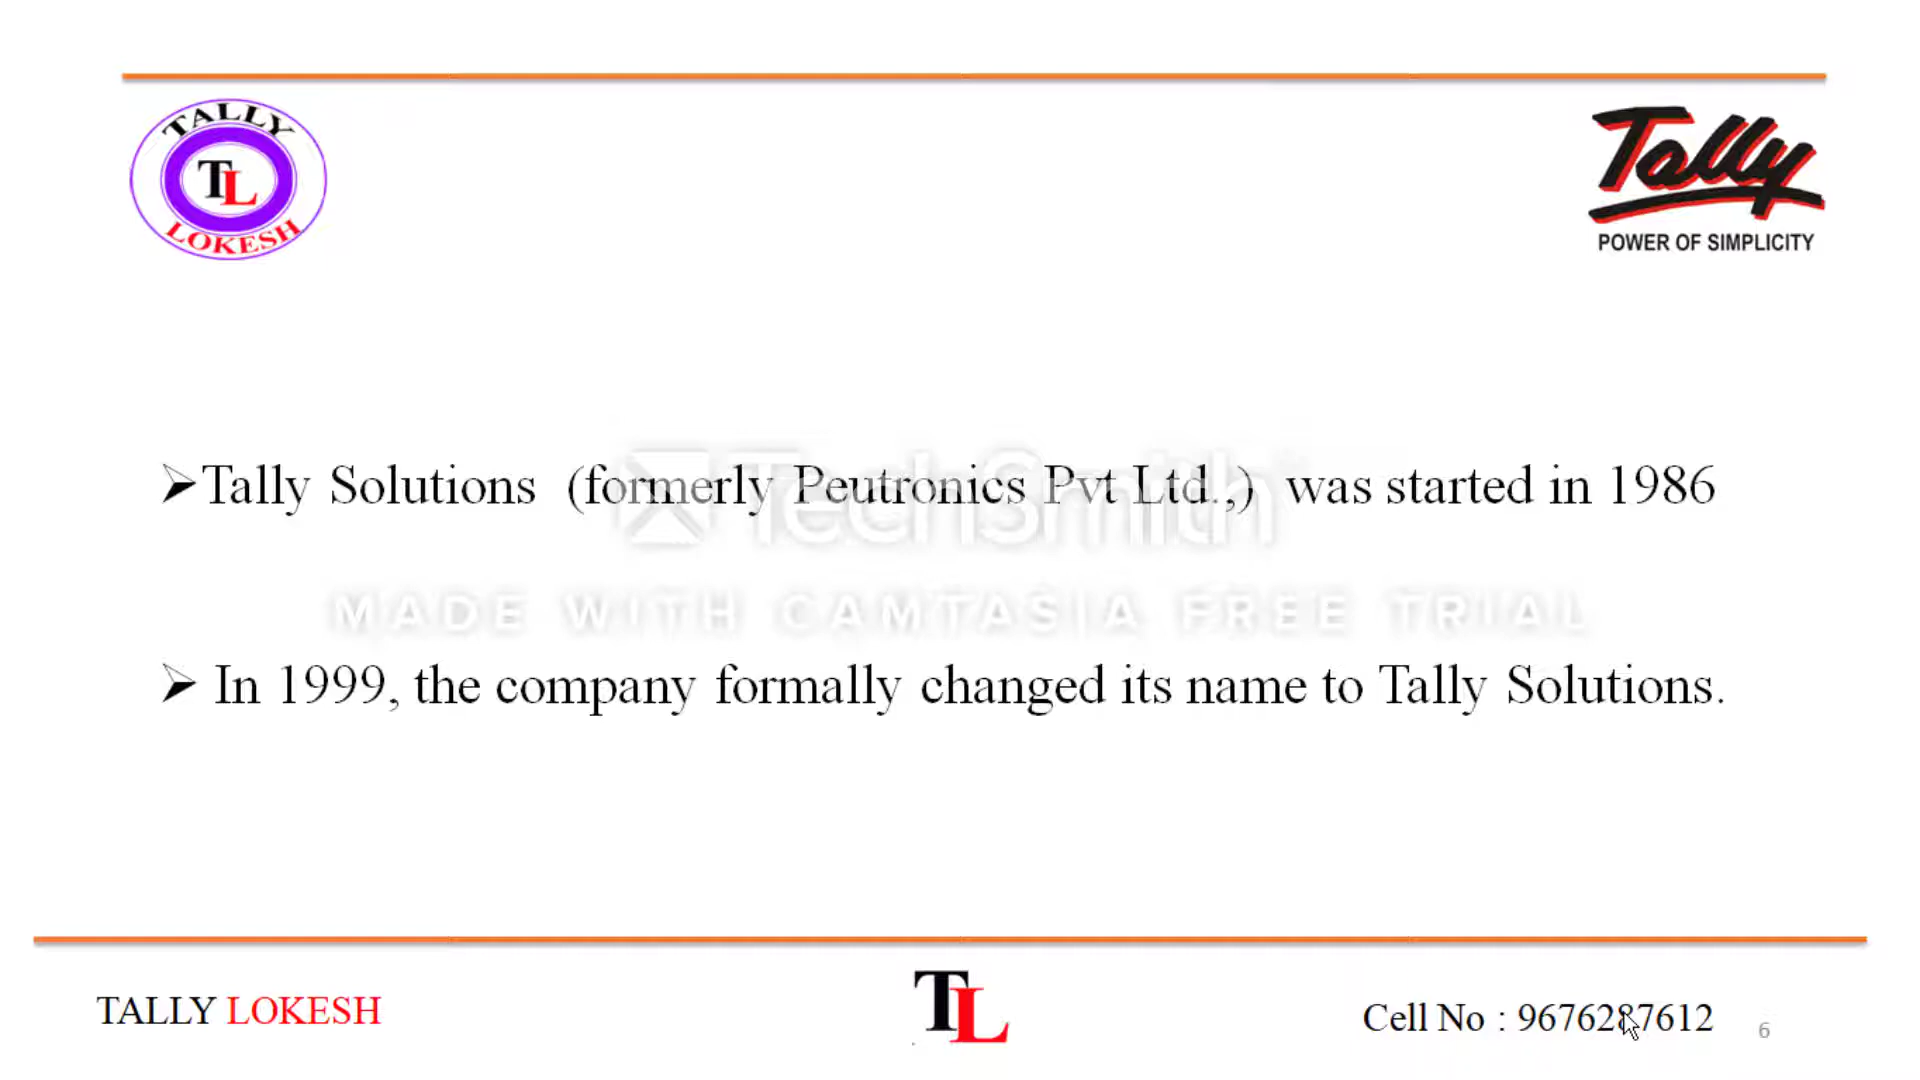 TALLY
TL
LOKESH
Tally
POWER OF SIMPLICITY
➢Tally Solutions (formerly Peutronics Pvt Ltd.,) was started in 1986
TechSmith
MADE WITH CAMTASIA FREE TRIAL
➢ In 1999, the company formally changed its name to Tally Solutions.
TALLY LOKESH
TL
Cell No : 9676287612
6